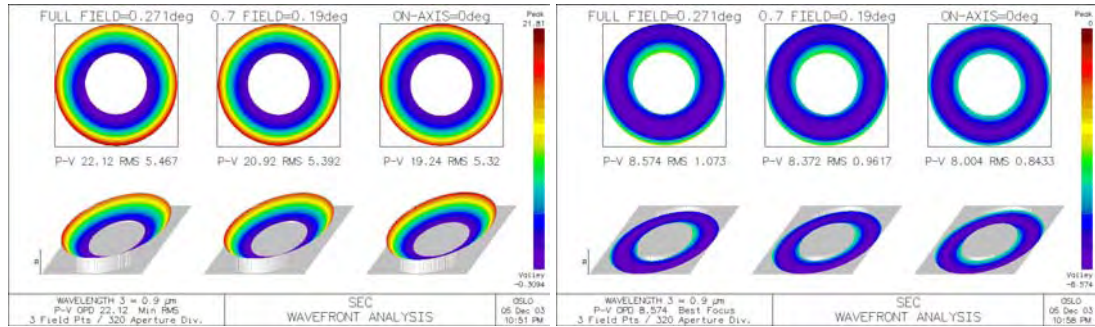 FULL FIELD=0.271deg
0.7 FIELD=0.19deg
ON-AXIS=0deg
Peak
21.81
P-V 22.12 RMS 5.467
P-V 20.92 RMS 5.392
P-V 19.24 RMS 5.32
Valley
-0.3094
WAVELENGTH 3 = 0.9 µm
P-V OPD 22.12 Min RMS
3 Field Pts / 320 Aperture Div.
SEC
WAVEFRONT ANALYSIS
OSLO
05 Dec 03
10:51 PM
FULL FIELD=0.271deg
0.7 FIELD=0.19deg
ON-AXIS=0deg
Peak
0
P-V 8.574 RMS 1.073
P-V 8.372 RMS 0.9617
P-V 8.004 RMS 0.8433
Valley
WAVELENGTH 3 = 0.9 µm
P-V OPD 8.574 Best Focus
3 Field Pts / 320 Aperture Div.
SEC
WAVEFRONT ANALYSIS
OSLO
05 Dec 03
10:58 PM